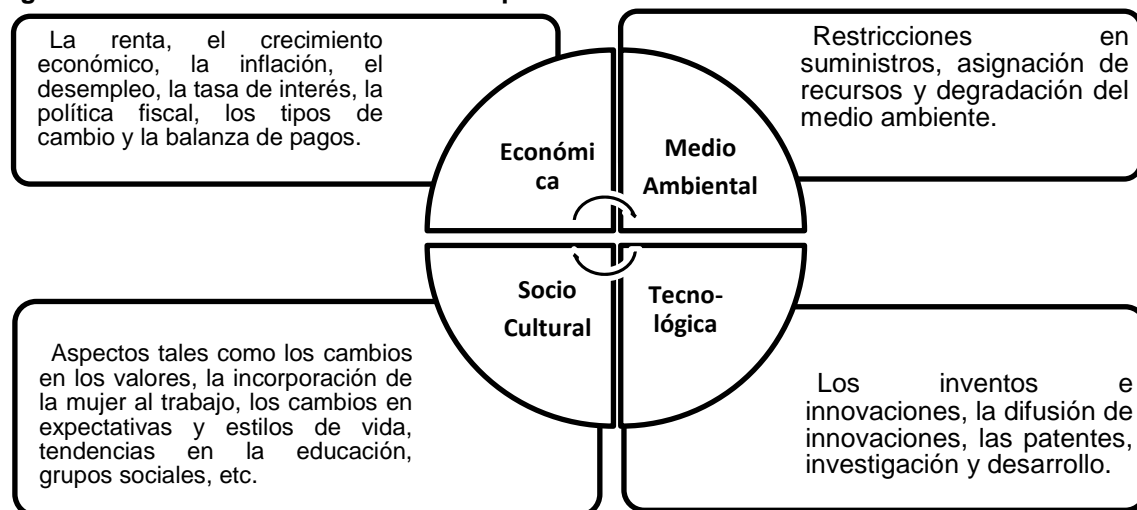 La renta, el crecimiento
económico, la inflación, el
desempleo, la tasa de interés, la
política fiscal, los tipos de
cambio y la balanza de pagos.
Restricciones en
suministros, asignación de
recursos y degradación del
medio ambiente.
Económi
ca
Medio
Ambiental
Socio
Cultural
Tecno-
lógica
Aspectos tales como los cambios
en los valores, la incorporación de
la mujer al trabajo, los cambios en
expectativas y estilos de vida,
tendencias en la educación,
grupos sociales, etc.
Los inventos e
innovaciones, la difusión de
innovaciones, las patentes,
investigación y desarrollo.